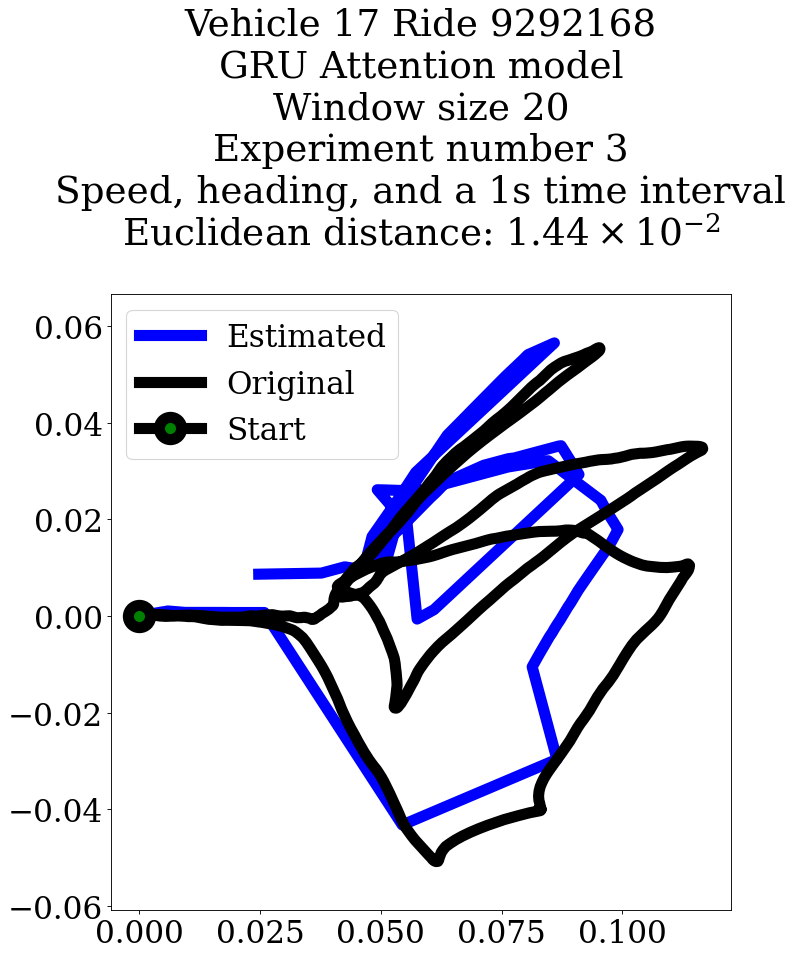 Vehicle 17 Ride 9292168
GRU Attention model
Window size 20
Experiment number 3
Speed, heading, and a 1s time interval
Euclidean distance: 1.44 × 10⁻²
Estimated
Original
Start
0.06
0.04
0.02
0.00
−0.02
−0.04
−0.06
0.000 0.025 0.050 0.075 0.100